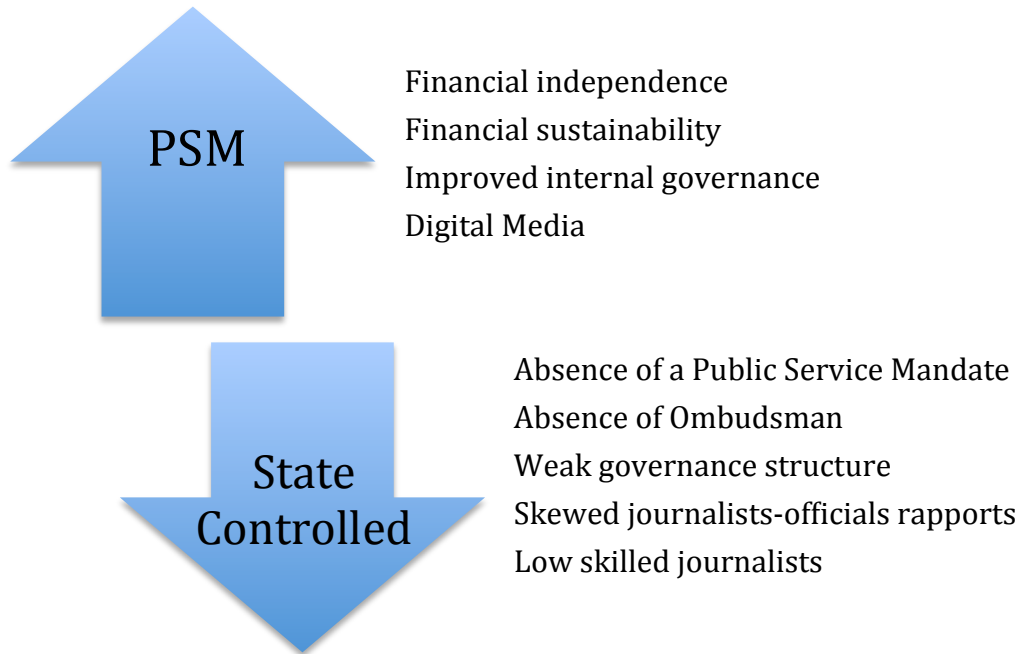 PSM
Financial independence
Financial sustainability
Improved internal governance
Digital Media
State
Controlled
Absence of a Public Service Mandate
Absence of Ombudsman
Weak governance structure
Skewed journalists-officials rapports
Low skilled journalists